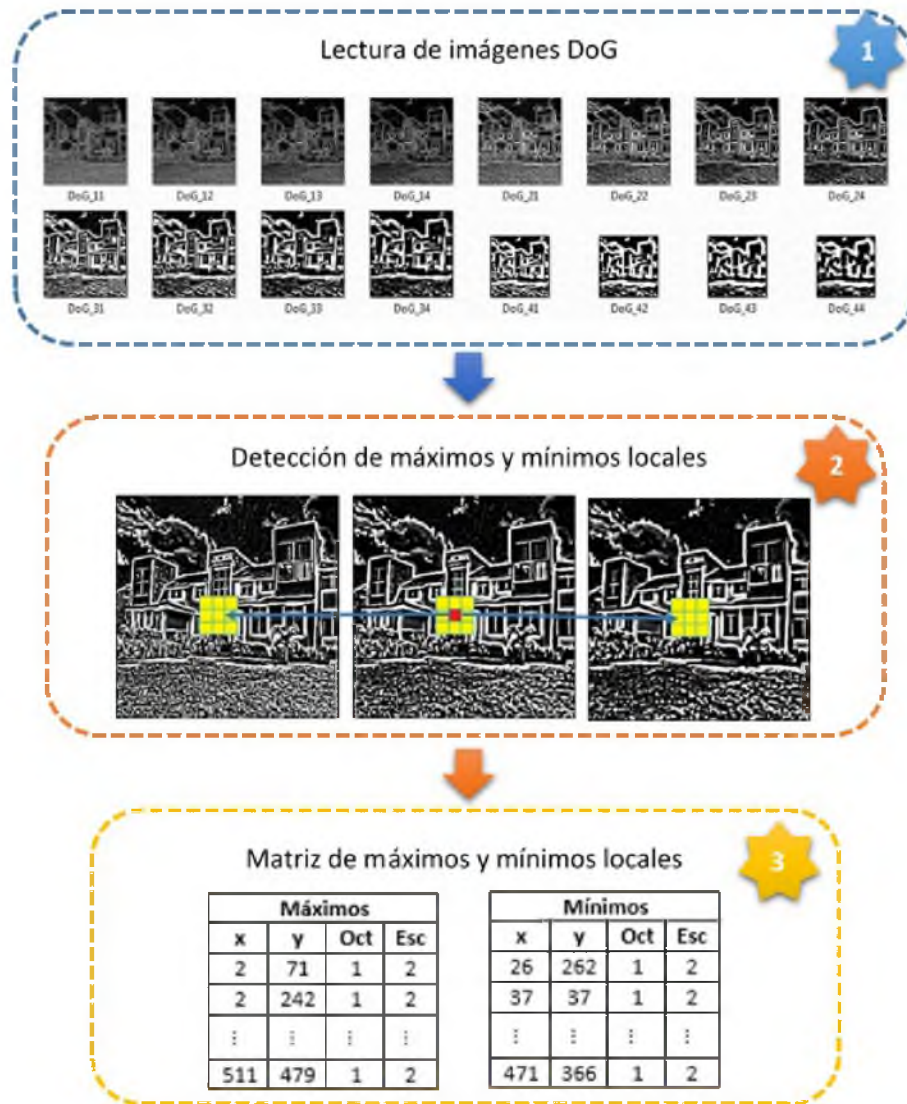 Lectura de imágenes DoG
1
DoG_11 DoG_12 DoG_13 DoG_14 DoG_21 DoG_22 DoG_23 DoG_24
DoG_31 DoG_32 DoG_33 DoG_34 DoG_41 DoG_42 DoG_43 DoG_44
Detección de máximos y mínimos locales
2
Matriz de máximos y mínimos locales
3
Máximos
x y Oct Esc
2 71 1 2
2 242 1 2
⋮ ⋮ ⋮ ⋮
511 479 1 2
Mínimos
x y Oct Esc
26 262 1 2
37 37 1 2
⋮ ⋮ ⋮ ⋮
471 366 1 2